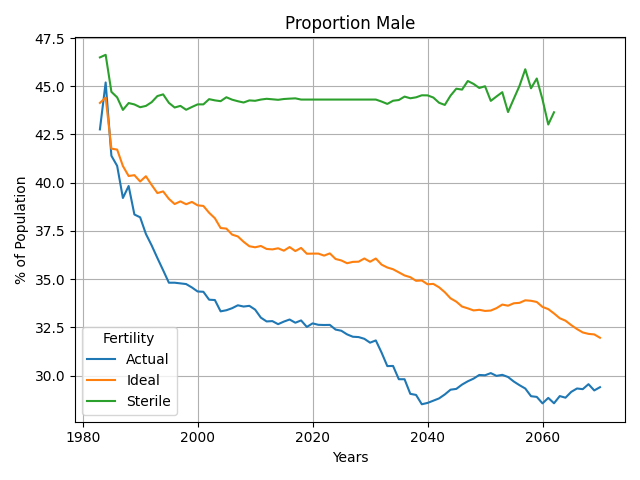 Proportion Male
47.5
45.0
42.5
40.0
37.5
35.0
32.5
30.0
% of Population
Fertility
Actual
Ideal
Sterile
1980 2000 2020 2040 2060
Years